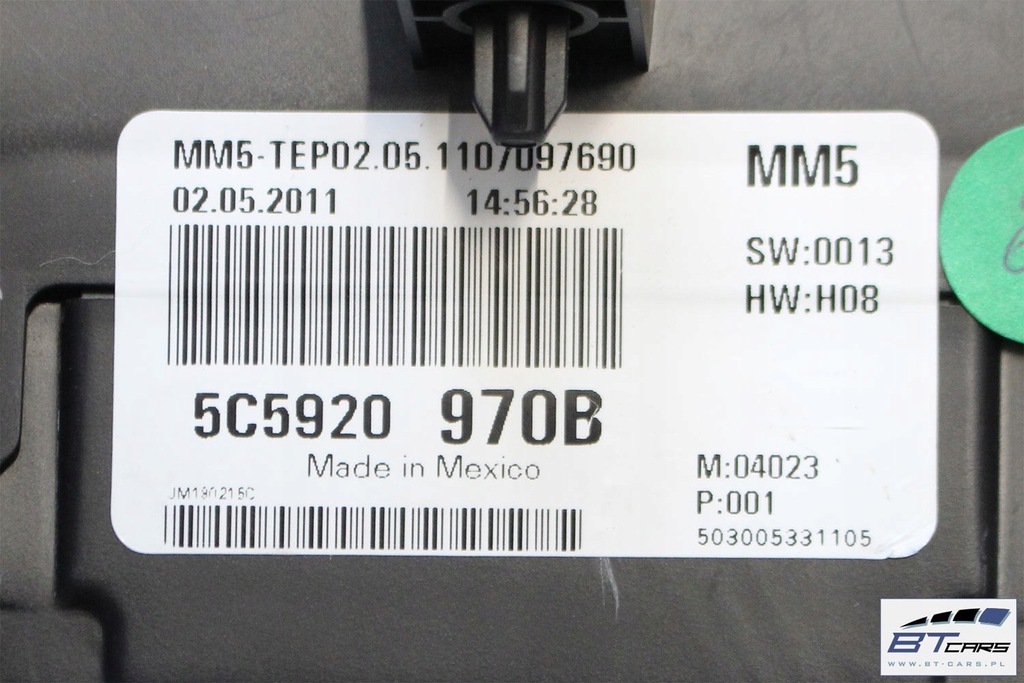 MM5-TEP02.05.1107097690
02.05.2011 14:56:28
MM5
SW:0013
HW:H08
5C5920 970B
Made in Mexico
JM190215C
M:04023
P:001
503005331105
BT CARS
WWW.BT-CARS.PL